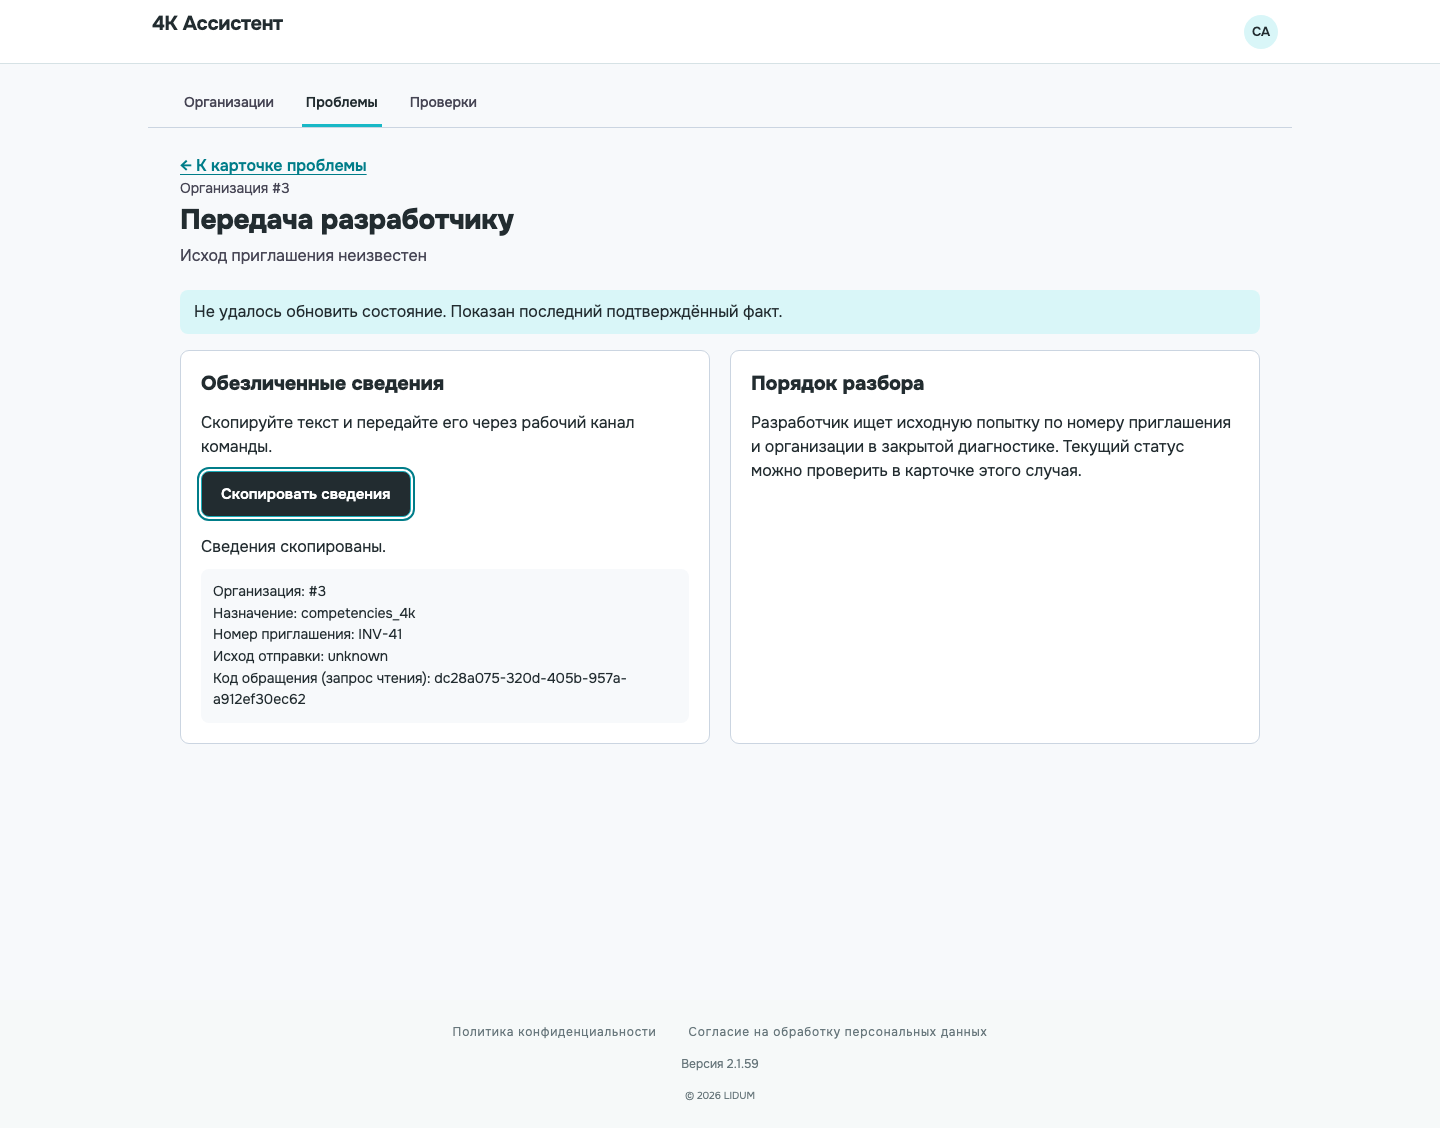 4К Ассистент
СА
Организации
Проблемы
Проверки
← К карточке проблемы
Организация #3
Передача разработчику
Исход приглашения неизвестен
Не удалось обновить состояние. Показан последний подтверждённый факт.
Обезличенные сведения
Скопируйте текст и передайте его через рабочий канал
команды.
Скопировать сведения
Сведения скопированы.
Организация: #3
Назначение: competencies_4k
Номер приглашения: INV-41
Исход отправки: unknown
Код обращения (запрос чтения): dc28a075-320d-405b-957a-
a912ef30ec62
Порядок разбора
Разработчик ищет исходную попытку по номеру приглашения
и организации в закрытой диагностике. Текущий статус
можно проверить в карточке этого случая.
Политика конфиденциальности
Согласие на обработку персональных данных
Версия 2.1.59
© 2026 LIDUM